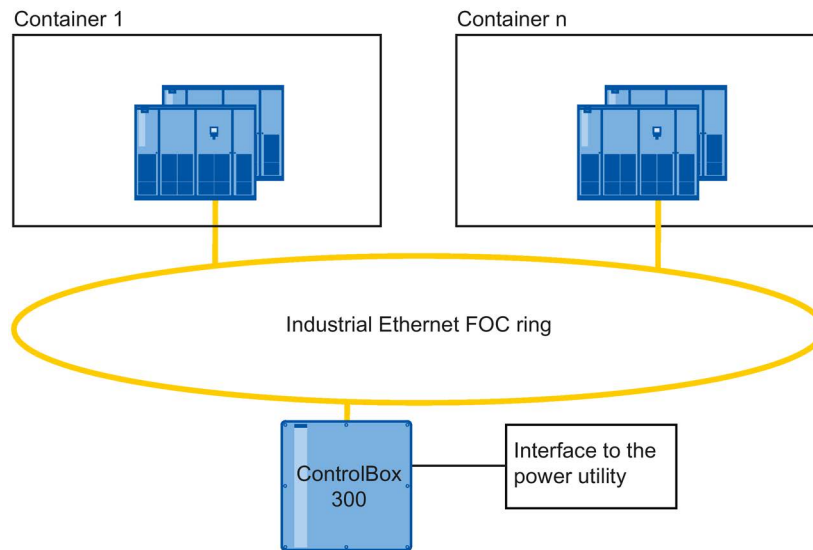 Container 1
Container n
Industrial Ethernet FOC ring
ControlBox
300
Interface to the
power utility